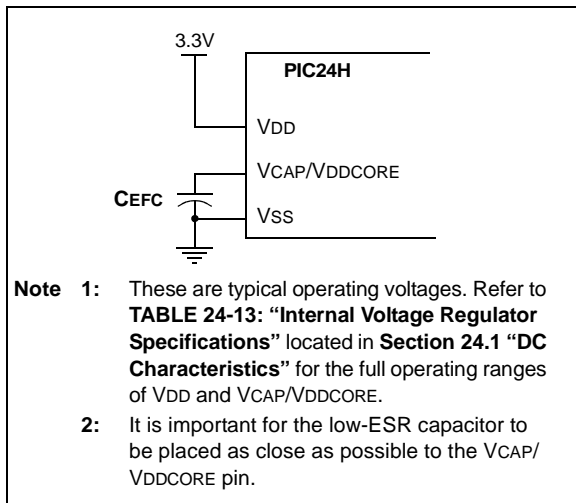 3.3V
PIC24H
VDD
VCAP/VDDCORE
CEFC
VSS
Note 1: These are typical operating voltages. Refer to
TABLE 24-13: “Internal Voltage Regulator
Specifications” located in Section 24.1 “DC
Characteristics” for the full operating ranges
of VDD and VCAP/VDDCORE.
2: It is important for the low-ESR capacitor to
be placed as close as possible to the VCAP/
VDDCORE pin.